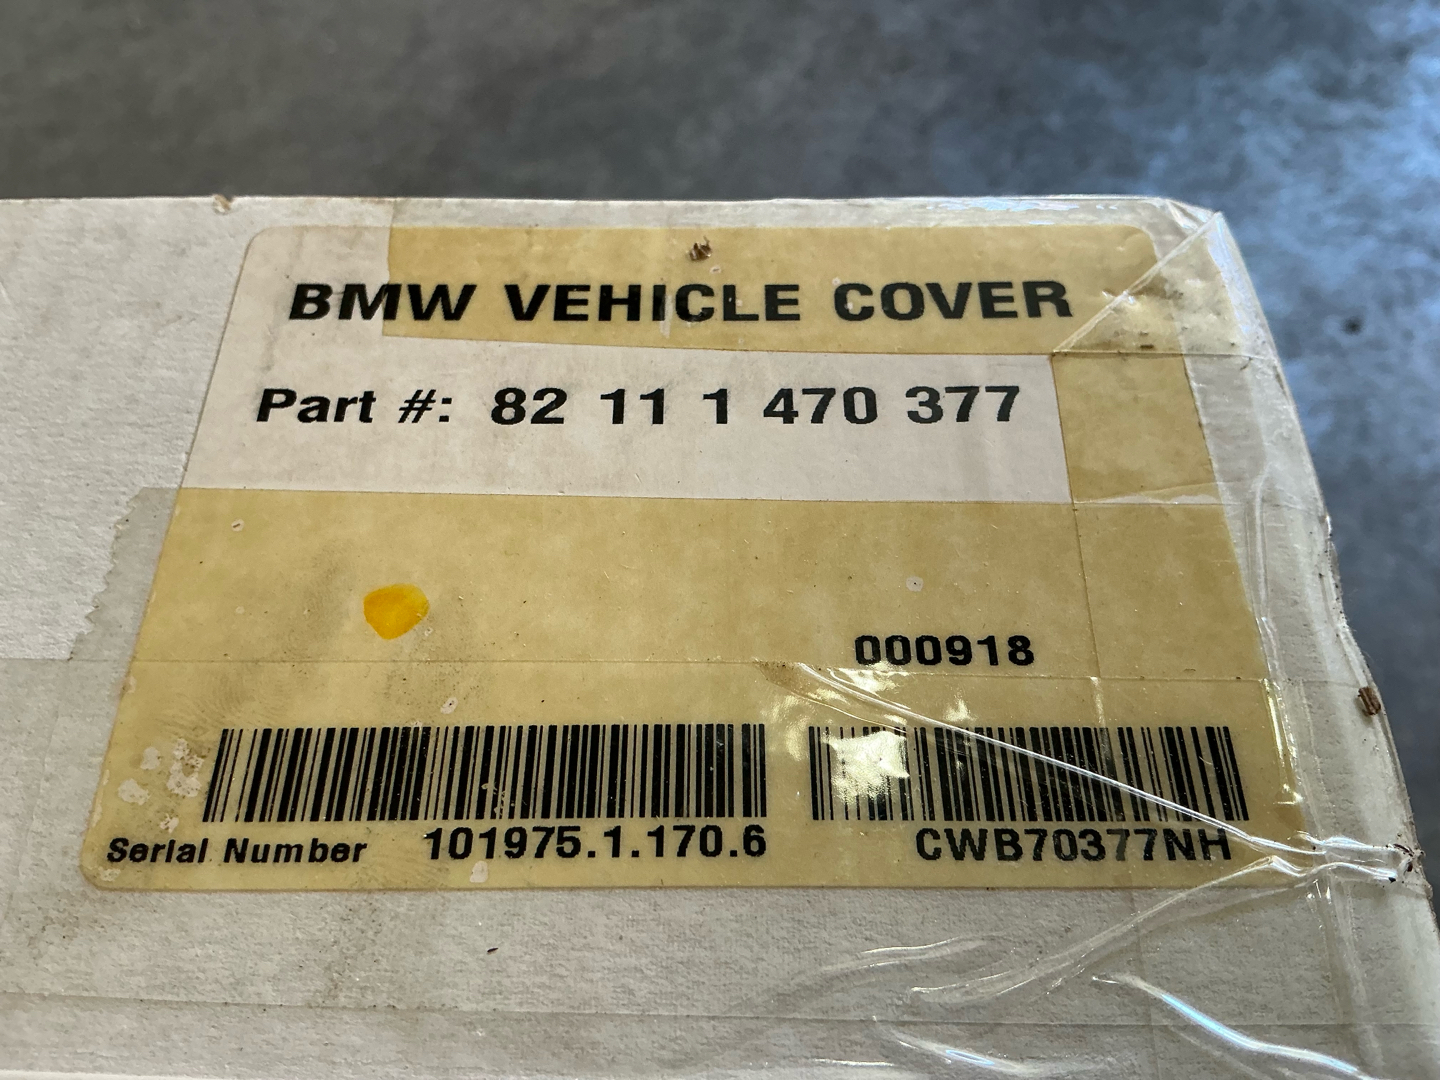 BMW VEHICLE COVER
Part #: 82 11 1 470 377
000918
Serial Number 101975.1.170.6 CWB70377NH